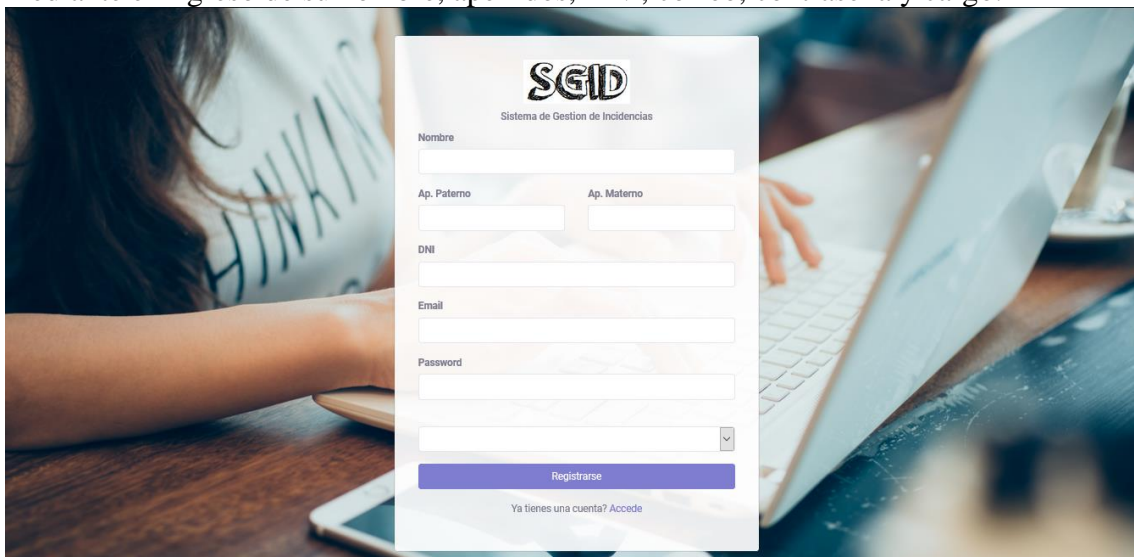 SGID
Sistema de Gestion de Incidencias
Nombre
Ap. Paterno Ap. Materno
DNI
Email
Password
Registrarse
Ya tienes una cuenta? Accede
HINKIN